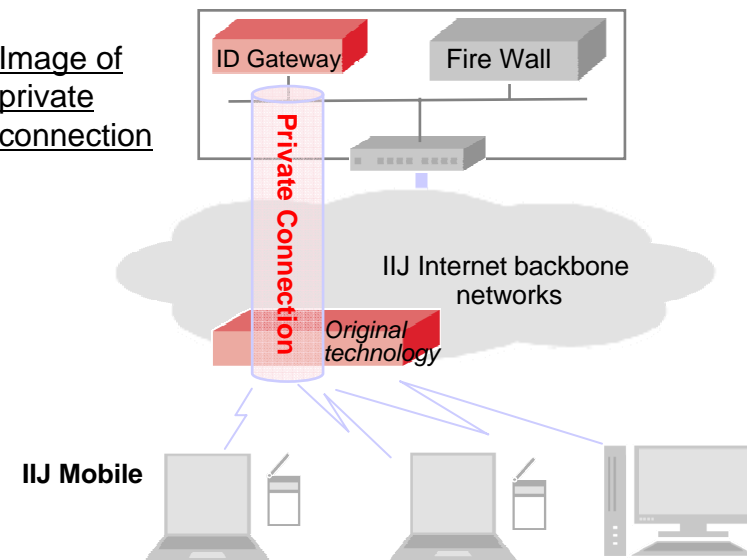 Image of
private
connection
ID Gateway
Fire Wall
Private Connection
IIJ Internet backbone
networks
Original
technology
IIJ Mobile